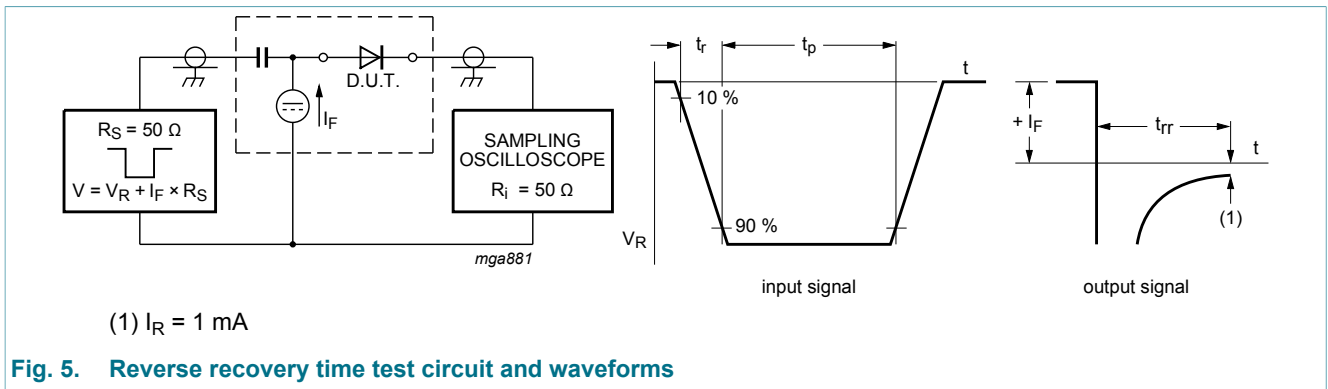 D.U.T.
I_F
R_S = 50 Ω
V = V_R + I_F × R_S
SAMPLING
OSCILLOSCOPE
R_i = 50 Ω
mga881
t_r
t_p
t
10 %
90 %
V_R
input signal
+ I_F
t_rr
t
(1)
output signal
(1) I_R = 1 mA
Fig. 5. Reverse recovery time test circuit and waveforms